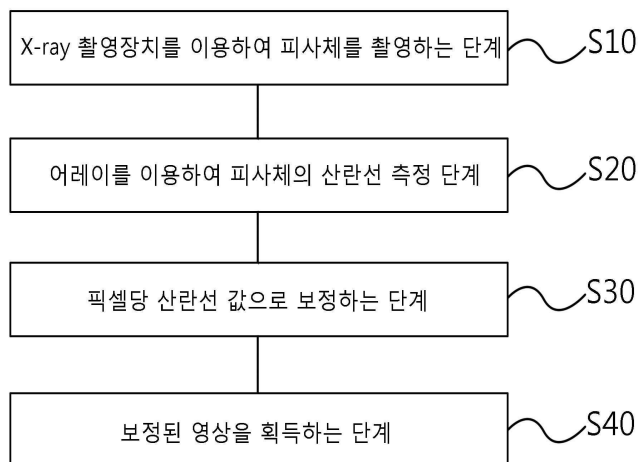 X-ray 촬영장치를 이용하여 피사체를 촬영하는 단계
S10
어레이를 이용하여 피사체의 산란선 측정 단계
S20
픽셀당 산란선 값으로 보정하는 단계
S30
보정된 영상을 획득하는 단계
S40